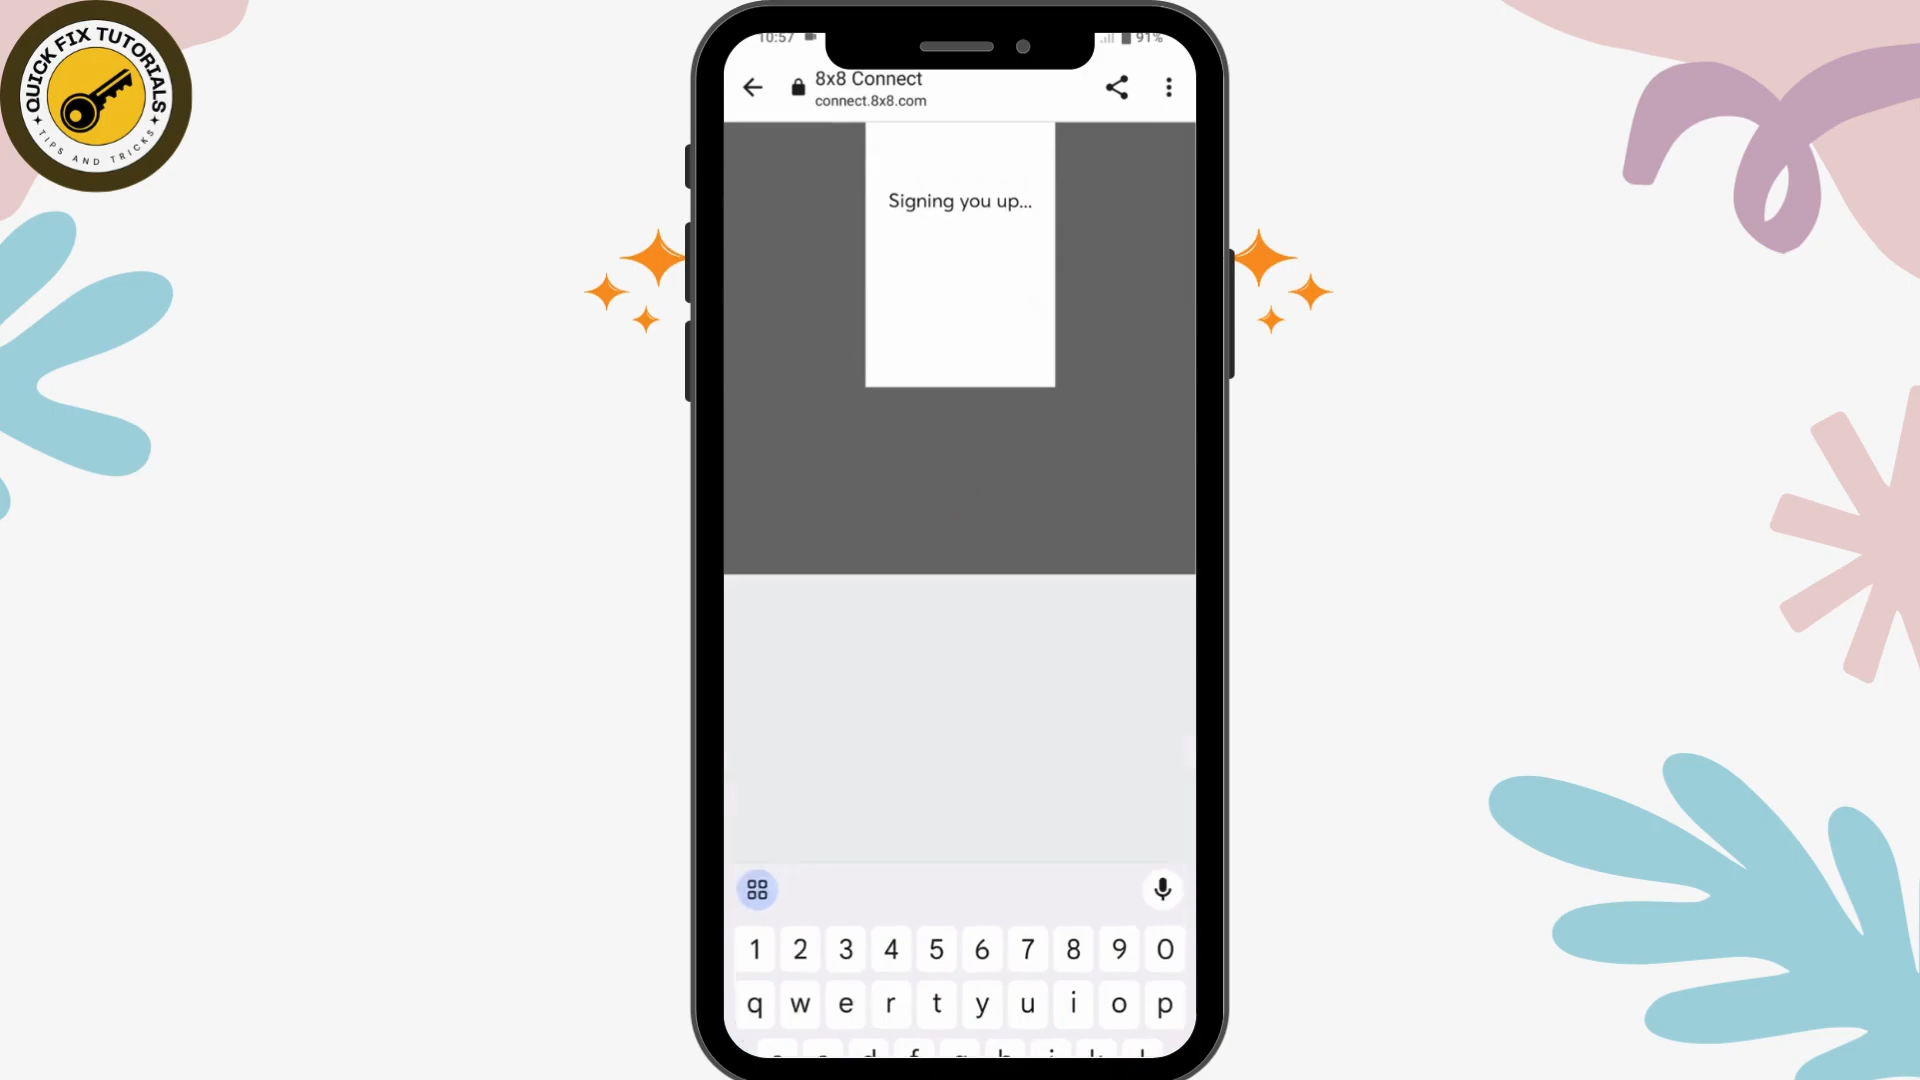 QUICK FIX TUTORIALS
TIPS AND TRICKS
10:57
91%
8x8 Connect
connect.8x8.com
Signing you up...
1 2 3 4 5 6 7 8 9 0
q w e r t y u i o p